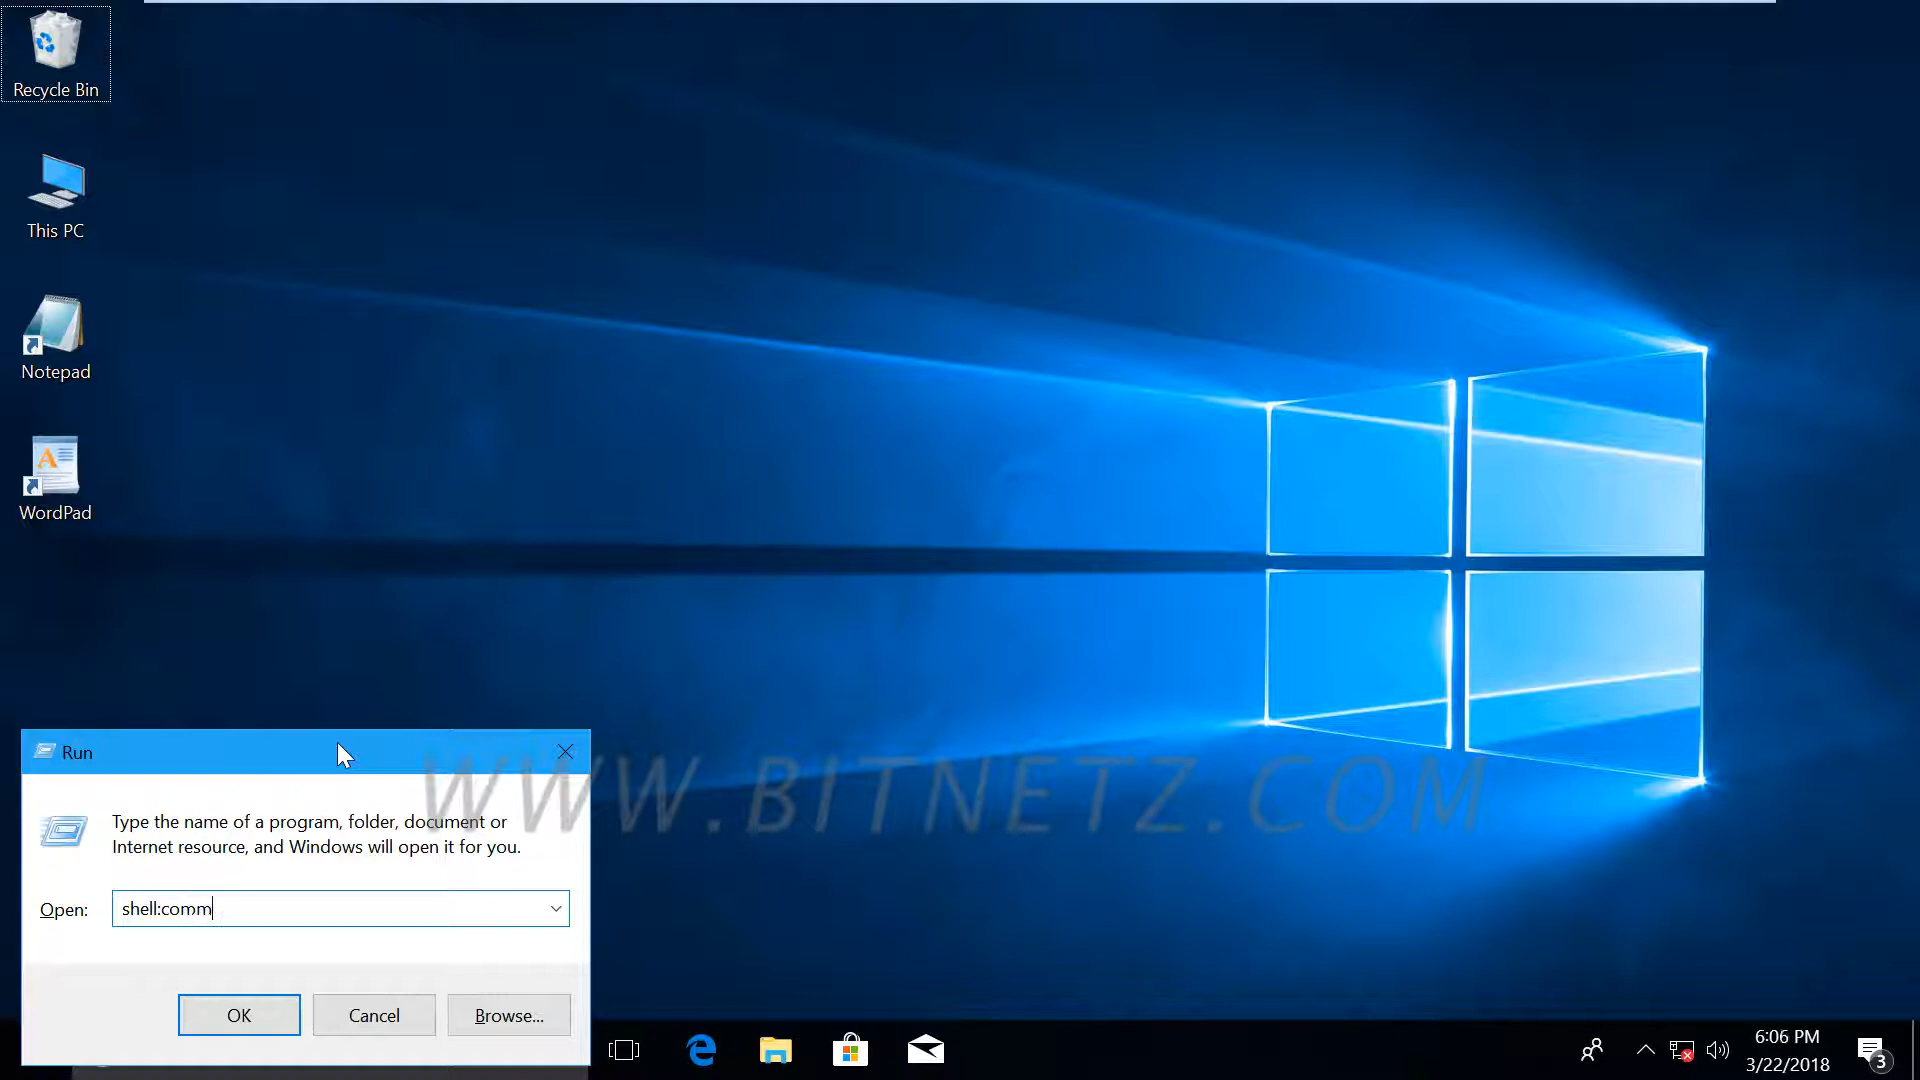 Recycle Bin
This PC
Notepad
WordPad
Run
WWW.BITNETZ.COM
Type the name of a program, folder, document or
Internet resource, and Windows will open it for you.
Open:
shell:comm
OK
Cancel
Browse...
6:06 PM
3/22/2018
3